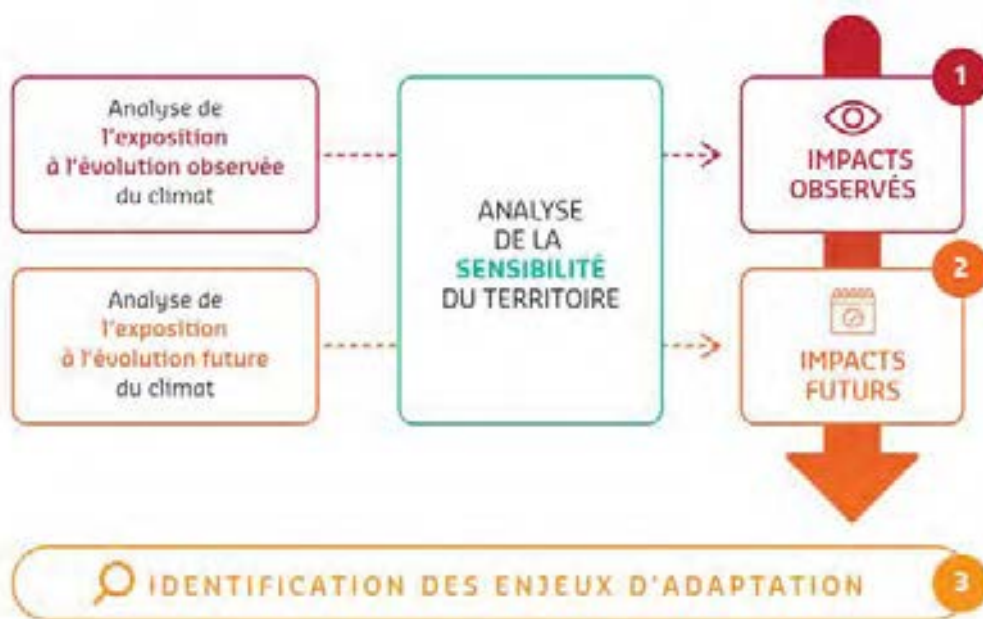 Analyse de
l'exposition
à l'évolution observée
du climat
ANALYSE
DE LA
SENSIBILITÉ
DU TERRITOIRE
1
IMPACTS
OBSERVÉS
Analyse de
l'exposition
à l'évolution future
du climat
2
IMPACTS
FUTURS
IDENTIFICATION DES ENJEUX D'ADAPTATION
3